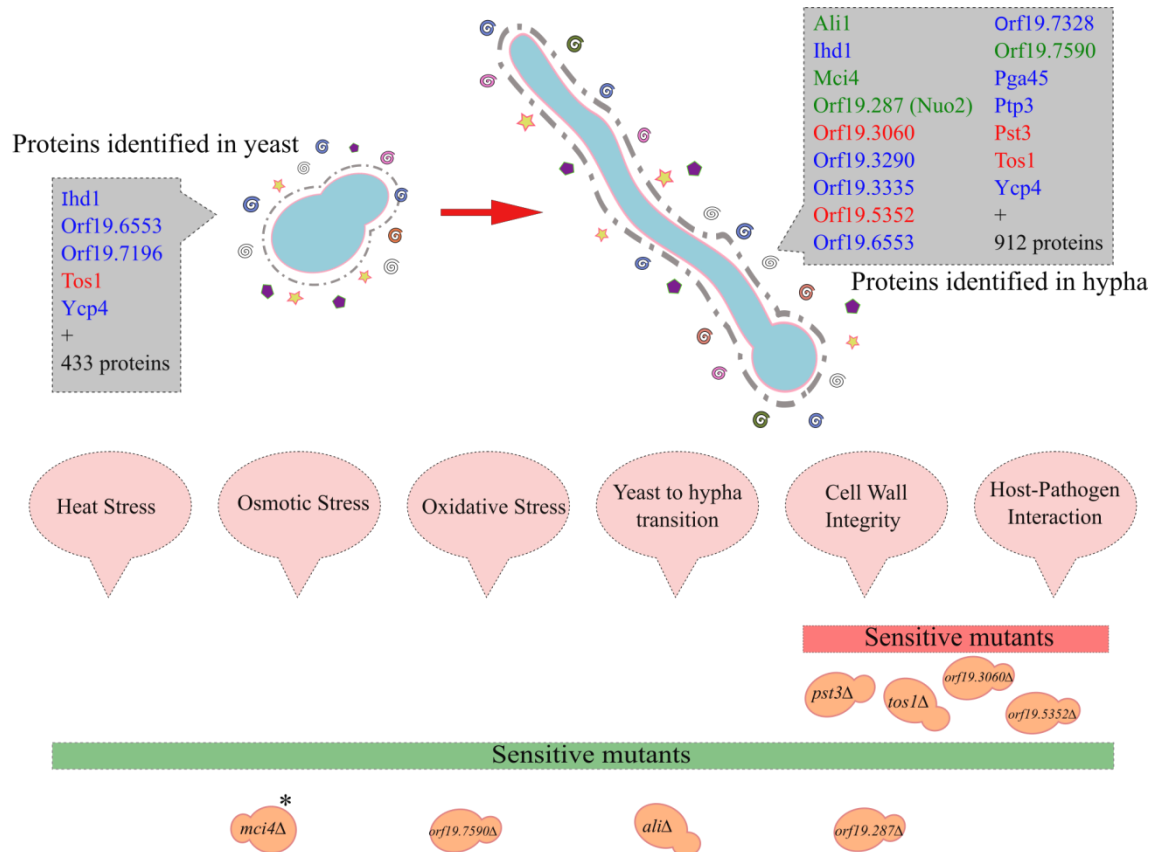 Proteins identified in yeast
Ihd1
Orf19.6553
Orf19.7196
Tos1
Ycp4
+
433 proteins
Ali1
Ihd1
Mci4
Orf19.287 (Nuo2)
Orf19.3060
Orf19.3290
Orf19.3335
Orf19.5352
Orf19.6553
Orf19.7328
Orf19.7590
Pga45
Ptp3
Pst3
Tos1
Ycp4
+
912 proteins
Proteins identified in hypha
Heat Stress
Osmotic Stress
Oxidative Stress
Yeast to hypha
transition
Cell Wall
Integrity
Host-Pathogen
Interaction
Sensitive mutants
pst3Δ
tos1Δ
orf19.3060Δ
orf19.5352Δ
Sensitive mutants
mci4Δ
*
orf19.7590Δ
aliΔ
orf19.287Δ